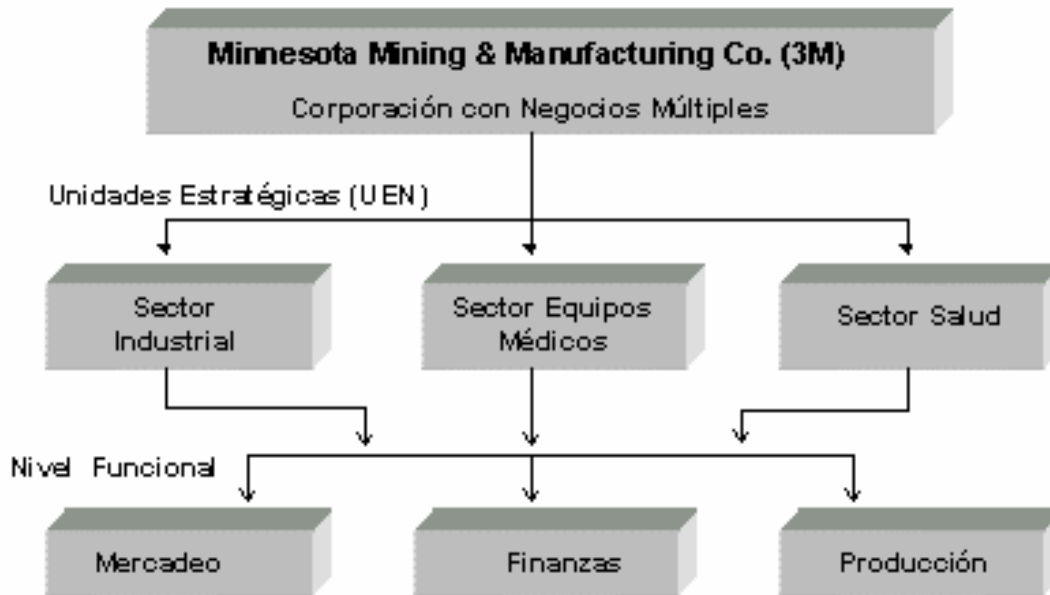 Minnesota Mining & Manufacturing Co. (3M)
Corporación con Negocios Múltiples
Unidades Estratégicas (UEN)
Sector
Industrial
Sector Equipos
Médicos
Sector Salud
Nivel Funcional
Mercadeo
Finanzas
Producción